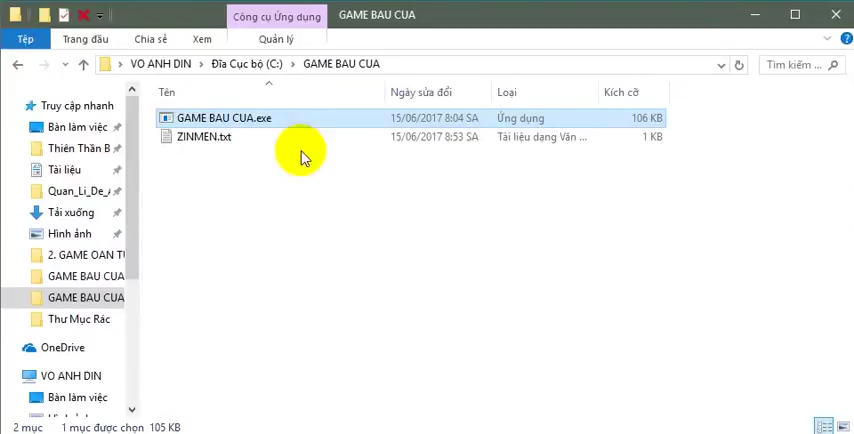 Công cụ Ứng dụng
GAME BAU CUA
Tệp
Trang đầu
Chia sẻ
Xem
Quản lý
VO ANH DIN
Đĩa Cục bộ (C:)
GAME BAU CUA
Tìm kiếm ...
Tên
Ngày sửa đổi
Loại
Kích cỡ
GAME BAU CUA.exe
15/06/2017 8:04 SA
Ứng dụng
106 KB
ZINMEN.txt
15/06/2017 8:53 SA
Tài liệu dạng Văn ...
1 KB
Truy cập nhanh
Bàn làm việc
Thiên Thần B
Tài liệu
Quan_Li_De_
Tải xuống
Hình ảnh
2. GAME OAN T
GAME BAU CUA
GAME BAU CUA
Thư Mục Rác
OneDrive
VO ANH DIN
Bàn làm việc
2 mục
1 mục được chọn 105 KB